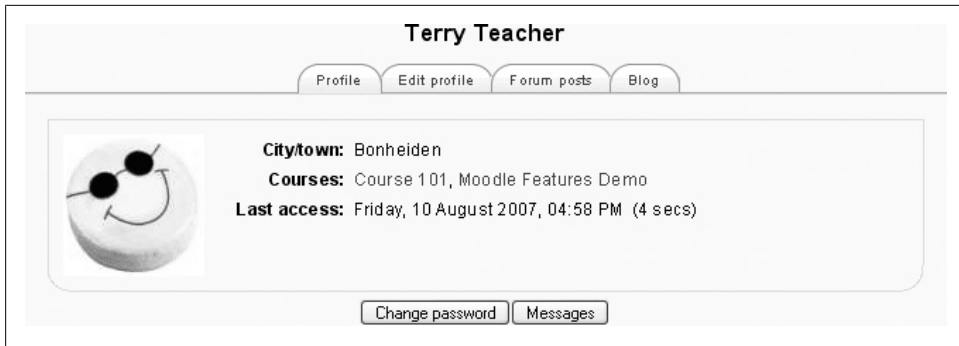 Terry Teacher
Profile Edit profile Forum posts Blog
City/town: Bonheiden
Courses: Course 101, Moodle Features Demo
Last access: Friday, 10 August 2007, 04:58 PM (4 secs)
Change password Messages